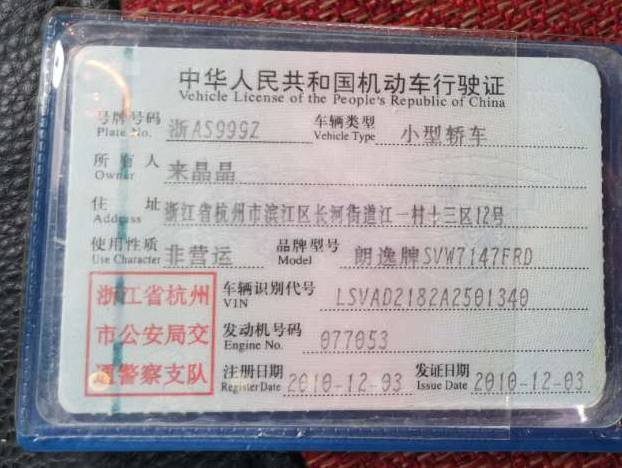 中华人民共和国机动车行驶证
Vehicle License of the People's Republic of China
号牌号码 浙AS999Z 车辆类型 小型轿车
Plate No. Vehicle Type
所有人 来晶晶
Owner
住址 浙江省杭州市滨江区长河街道江一村十三区12号
Address
使用性质 非营运 品牌型号 朗逸牌SVW7147FRD
Use Character Model
浙江省杭州 车辆识别代号 LSVAD2182A2501340
VIN
市公安局交 发动机号码 077053
Engine No.
通警察支队 注册日期 2010-12-03 发证日期 2010-12-03
Register Date Issue Date